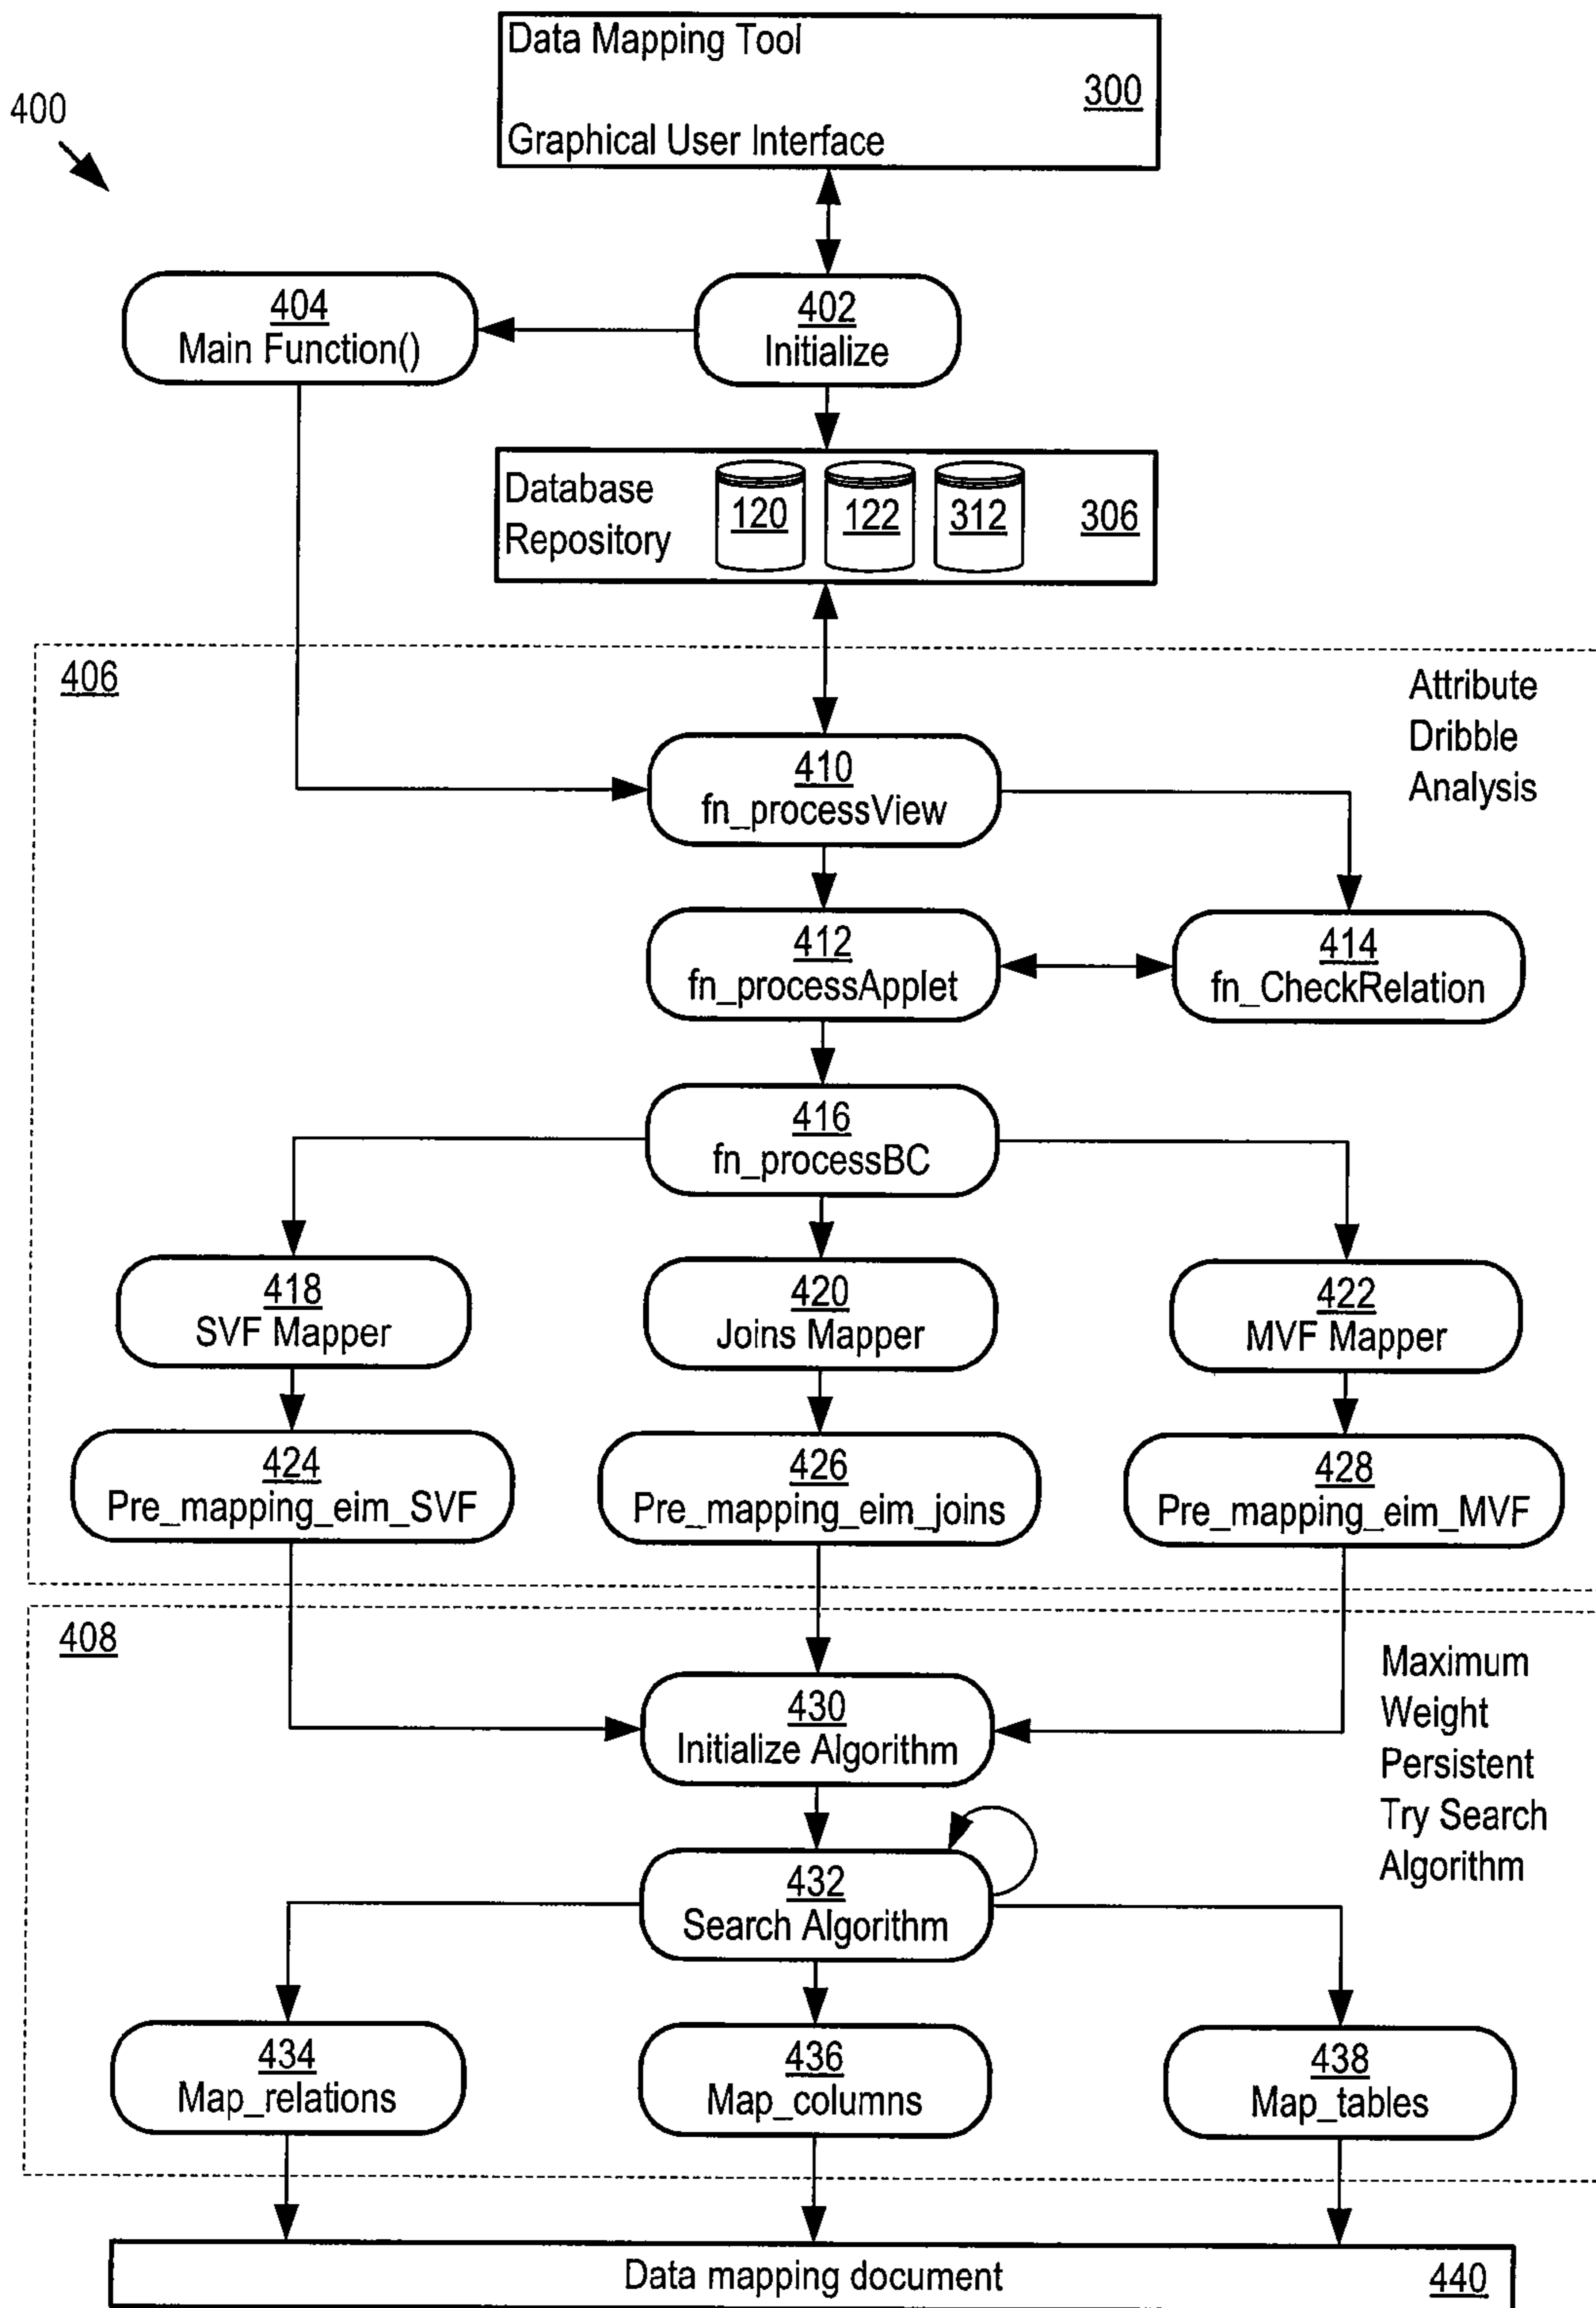 Data Mapping Tool
300
Graphical User Interface
400
404
Main Function()
402
Initialize
Database
Repository
120
122
312
306
406
Attribute
Dribble
Analysis
410
fn_processView
412
fn_processApplet
414
fn_CheckRelation
416
fn_processBC
418
SVF Mapper
420
Joins Mapper
422
MVF Mapper
424
Pre_mapping_eim_SVF
426
Pre_mapping_eim_joins
428
Pre_mapping_eim_MVF
408
Maximum
Weight
Persistent
Try Search
Algorithm
430
Initialize Algorithm
432
Search Algorithm
434
Map_relations
436
Map_columns
438
Map_tables
Data mapping document
440